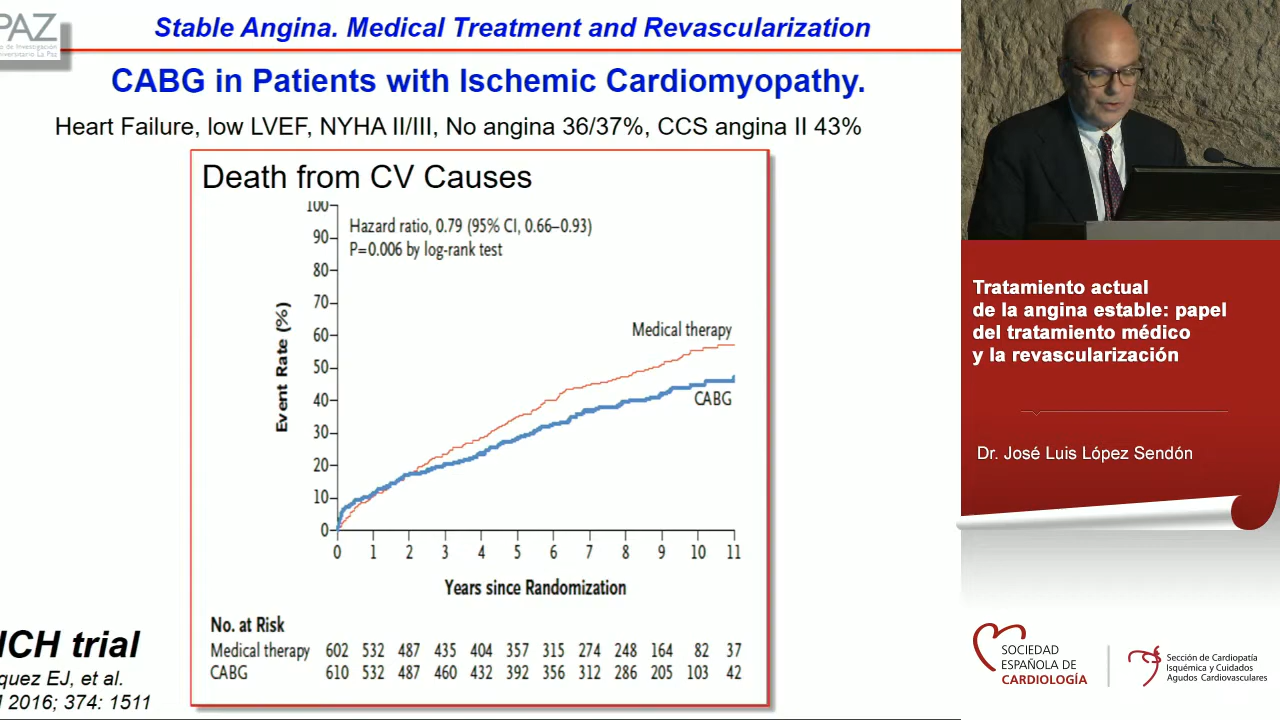 PAZ
Stable Angina. Medical Treatment and Revascularization
CABG in Patients with Ischemic Cardiomyopathy.
Heart Failure, low LVEF, NYHA II/III, No angina 36/37%, CCS angina II 43%
Death from CV Causes
Hazard ratio, 0.79 (95% CI, 0.66–0.93)
P=0.006 by log-rank test
Event Rate (%)
100
90
80
70
60
50
40
30
20
10
0
Medical therapy
CABG
0 1 2 3 4 5 6 7 8 9 10 11
Years since Randomization
No. at Risk
Medical therapy 602 532 487 435 404 357 315 274 248 164 82 37
CABG 610 532 487 460 432 392 356 312 286 205 103 42
ICH trial
quez EJ, et al.
2016; 374: 1511
Tratamiento actual
de la angina estable: papel
del tratamiento médico
y la revascularización
Dr. José Luis López Sendón
SOCIEDAD
ESPAÑOLA DE
CARDIOLOGÍA
Sección de Cardiopatía
Isquémica y Cuidados
Agudos Cardiovasculares